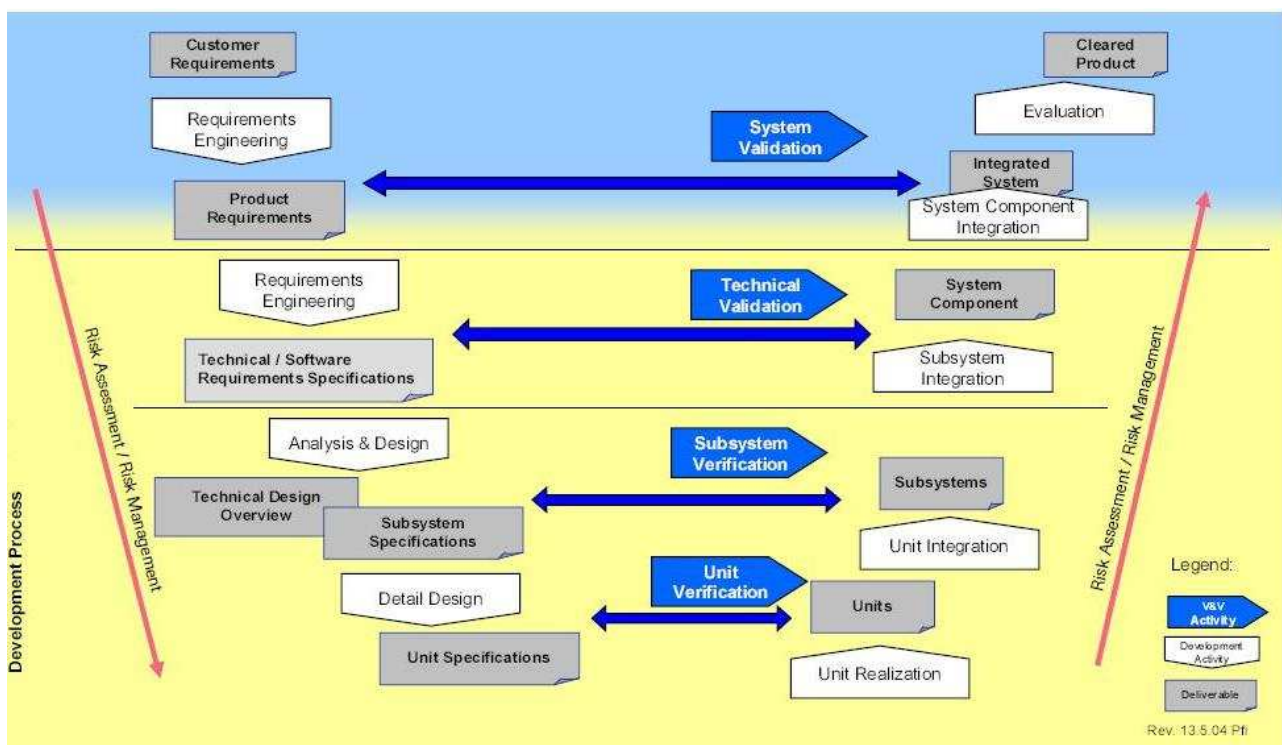 Customer
Requirements
Cleared
Product
Requirements
Engineering
Evaluation
System
Validation
Integrated
System
Product
Requirements
System Component
Integration
Requirements
Engineering
Technical
Validation
System
Component
Technical / Software
Requirements Specifications
Subsystem
Integration
Risk Assessment / Risk Management
Risk Assessment / Risk Management
Analysis & Design
Subsystem
Verification
Technical Design
Overview
Subsystems
Subsystem
Specifications
Unit Integration
Detail Design
Unit
Verification
Units
Unit Specifications
Unit Realization
Development Process
Legend:
V&V
Activity
Development
Activity
Deliverable
Rev. 13.5.04 Pfi